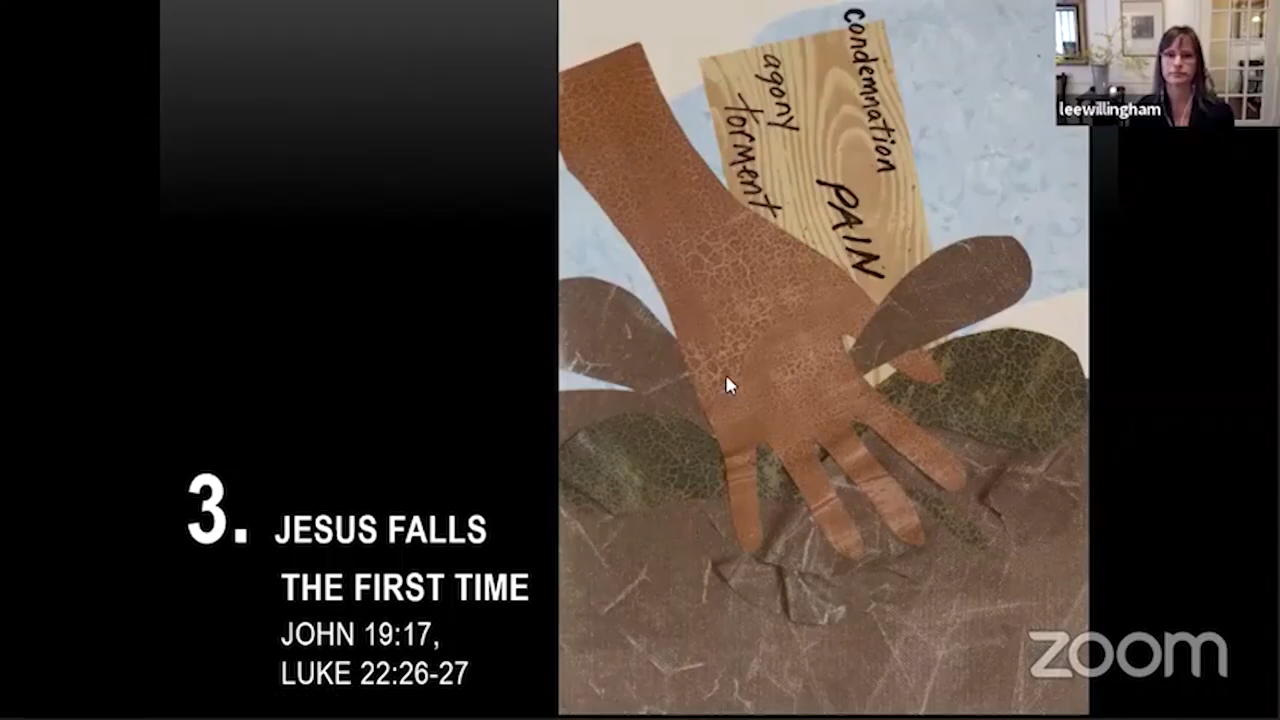 condemnation
agony
torment
PAIN
leewillingham
3. JESUS FALLS
THE FIRST TIME
JOHN 19:17,
LUKE 22:26-27
zoom